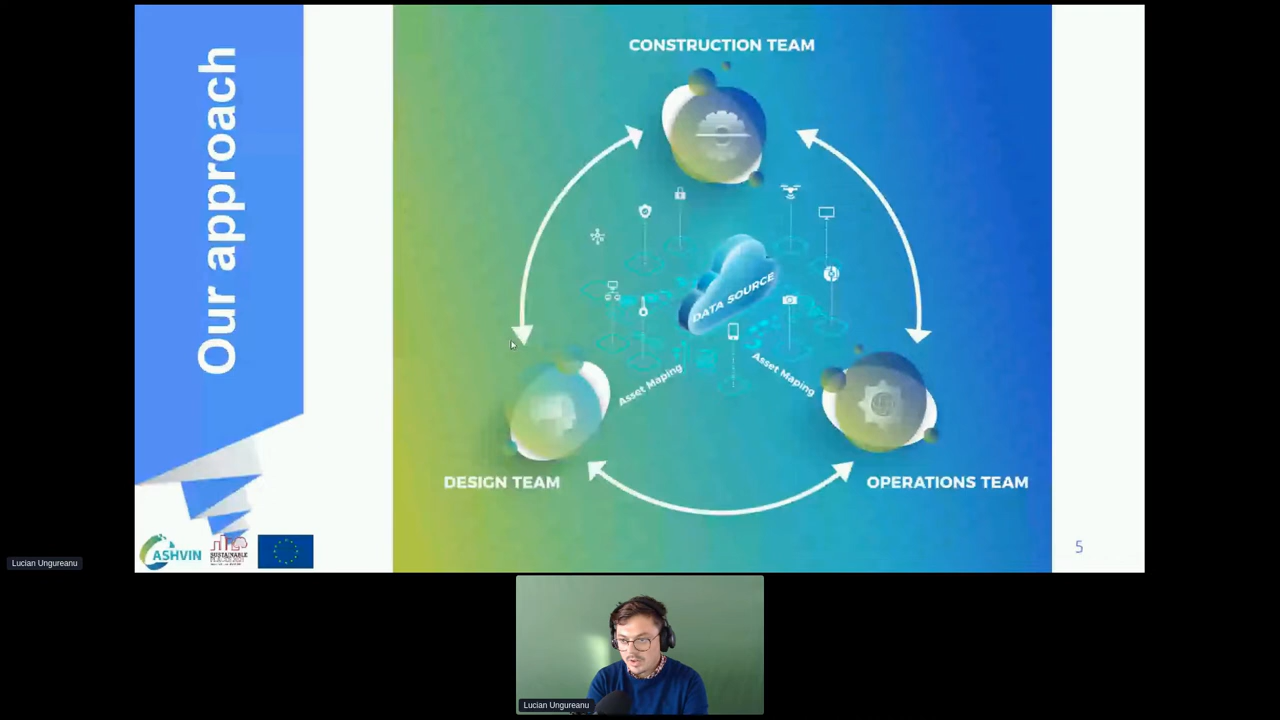 Our approach
CONSTRUCTION TEAM
DATA SOURCE
Asset Maping
Asset Maping
DESIGN TEAM
OPERATIONS TEAM
ASHVIN
SUSTAINABLE
5
Lucian Ungureanu
Lucian Ungureanu